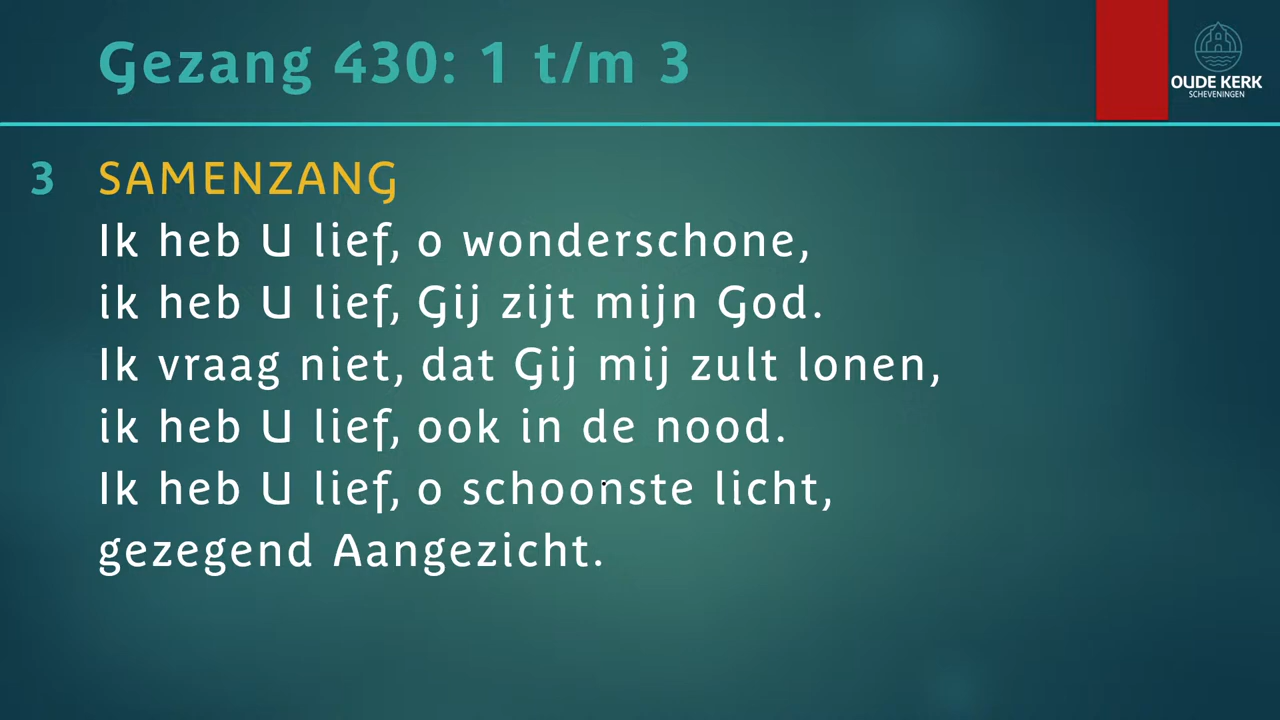 Gezang 430: 1 t/m 3
OUDE KERK
SCHEVENINGEN
3 SAMENZANG
Ik heb U lief, o wonderschone,
ik heb U lief, Gij zijt mijn God.
Ik vraag niet, dat Gij mij zult lonen,
ik heb U lief, ook in de nood.
Ik heb U lief, o schoonste licht,
gezegend Aangezicht.